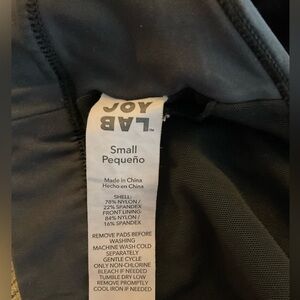 JOY
LAB™
Small
Pequeño
Made in China
Hecho en China
SHELL:
78% NYLON /
22% SPANDEX
FRONT LINING:
84% NYLON /
16% SPANDEX
REMOVE PADS BEFORE
WASHING
MACHINE WASH COLD
SEPARATELY
GENTLE CYCLE
ONLY NON-CHLORINE
BLEACH IF NEEDED
TUMBLE DRY LOW
REMOVE PROMPTLY
COOL IRON IF NEEDED